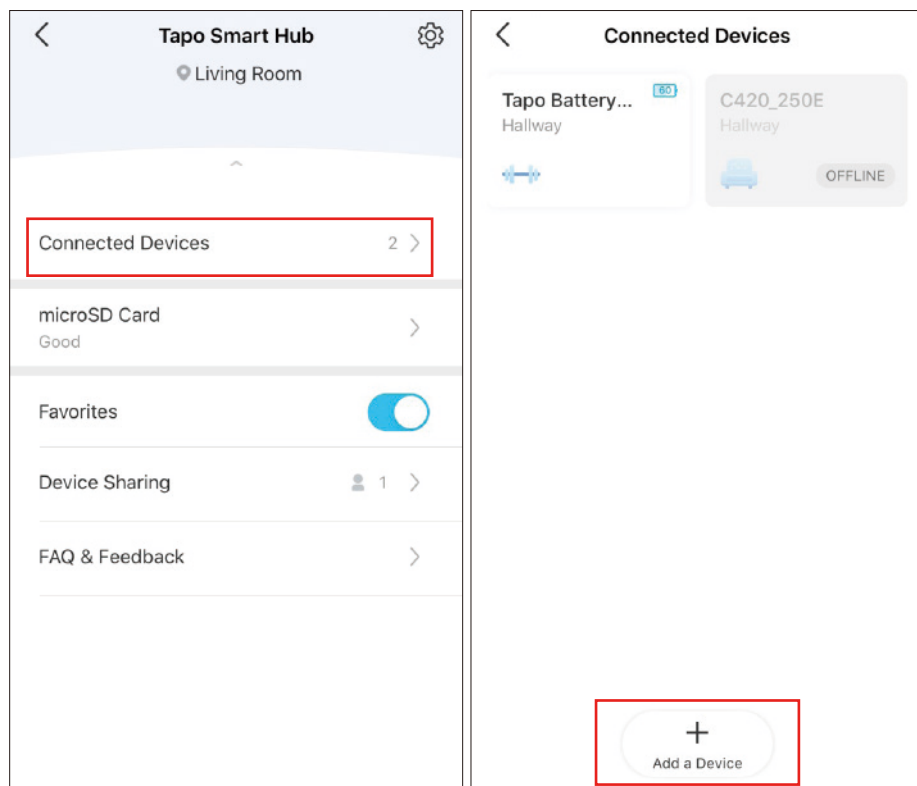 Tapo Smart Hub
Living Room
Connected Devices 2
microSD Card
Good
Favorites
Device Sharing 1
FAQ & Feedback
Connected Devices
Tapo Battery... 60
Hallway
C420_250E
Hallway
OFFLINE
Add a Device